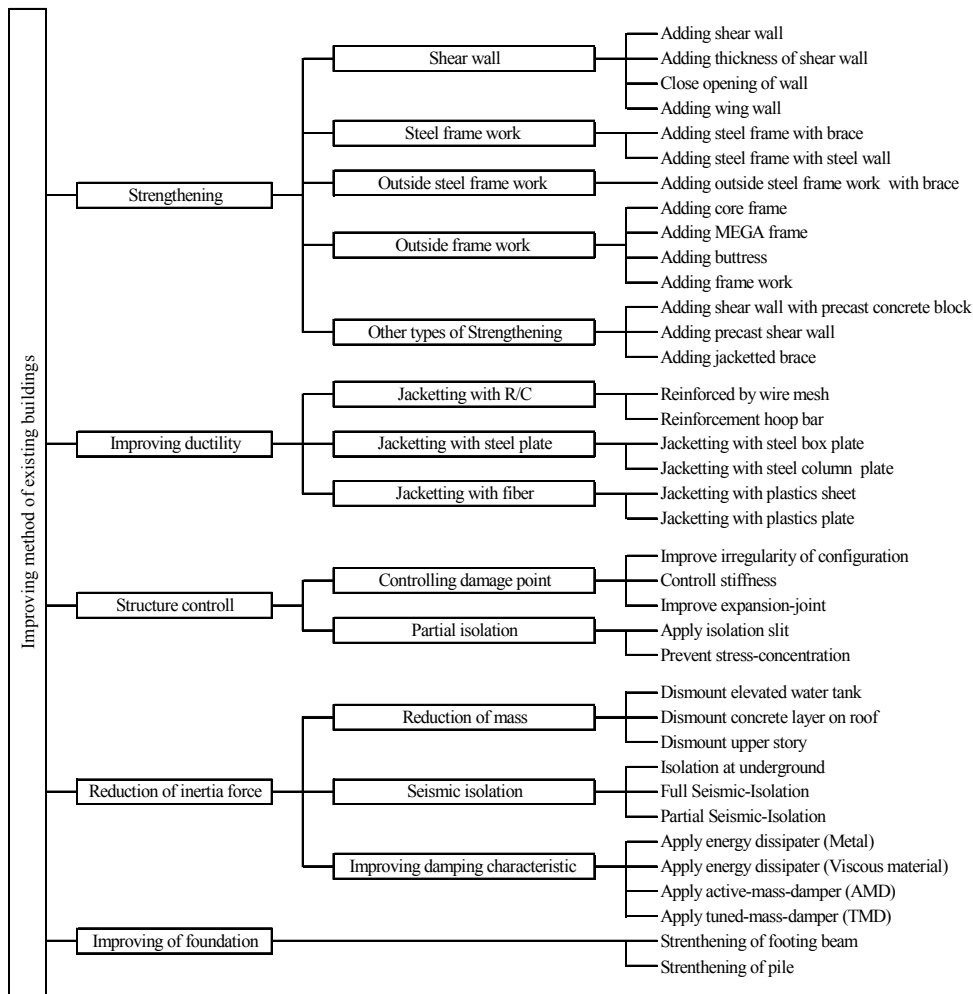 Improving method of existing buildings
Strengthening
Shear wall
Adding shear wall
Adding thickness of shear wall
Close opening of wall
Adding wing wall
Steel frame work
Adding steel frame with brace
Adding steel frame with steel wall
Outside steel frame work
Adding outside steel frame work with brace
Outside frame work
Adding core frame
Adding MEGA frame
Adding buttress
Adding frame work
Other types of Strengthening
Adding shear wall with precast concrete block
Adding precast shear wall
Adding jacketted brace
Improving ductility
Jacketting with R/C
Reinforced by wire mesh
Reinforcement hoop bar
Jacketting with steel plate
Jacketting with steel box plate
Jacketting with steel column plate
Jacketting with fiber
Jacketting with plastics sheet
Jacketting with plastics plate
Structure controll
Controlling damage point
Improve irregularity of configuration
Controll stiffness
Improve expansion-joint
Partial isolation
Apply isolation slit
Prevent stress-concentration
Reduction of inertia force
Reduction of mass
Dismount elevated water tank
Dismount concrete layer on roof
Dismount upper story
Seismic isolation
Isolation at underground
Full Seismic-Isolation
Partial Seismic-Isolation
Improving damping characteristic
Apply energy dissipater (Metal)
Apply energy dissipater (Viscous material)
Apply active-mass-damper (AMD)
Apply tuned-mass-damper (TMD)
Improving of foundation
Strenthening of footing beam
Strenthening of pile